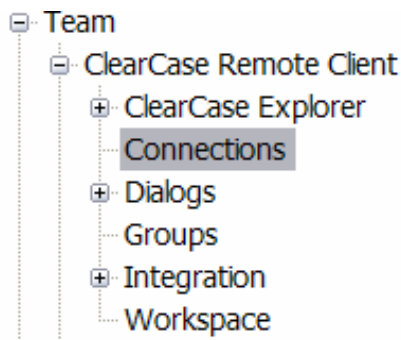 Team
ClearCase Remote Client
ClearCase Explorer
Connections
Dialogs
Groups
Integration
Workspace